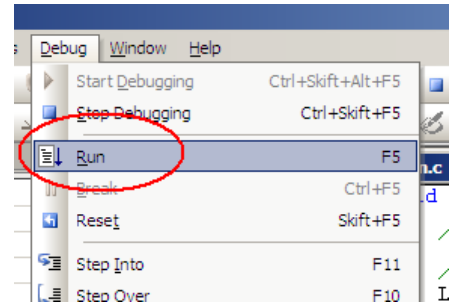 Debug Window Help
Start Debugging Ctrl+Skift+Alt+F5
Stop Debugging Ctrl+Skift+F5
Run F5
Break Ctrl+F5
Reset Skift+F5
Step Into F11
Step Over F10